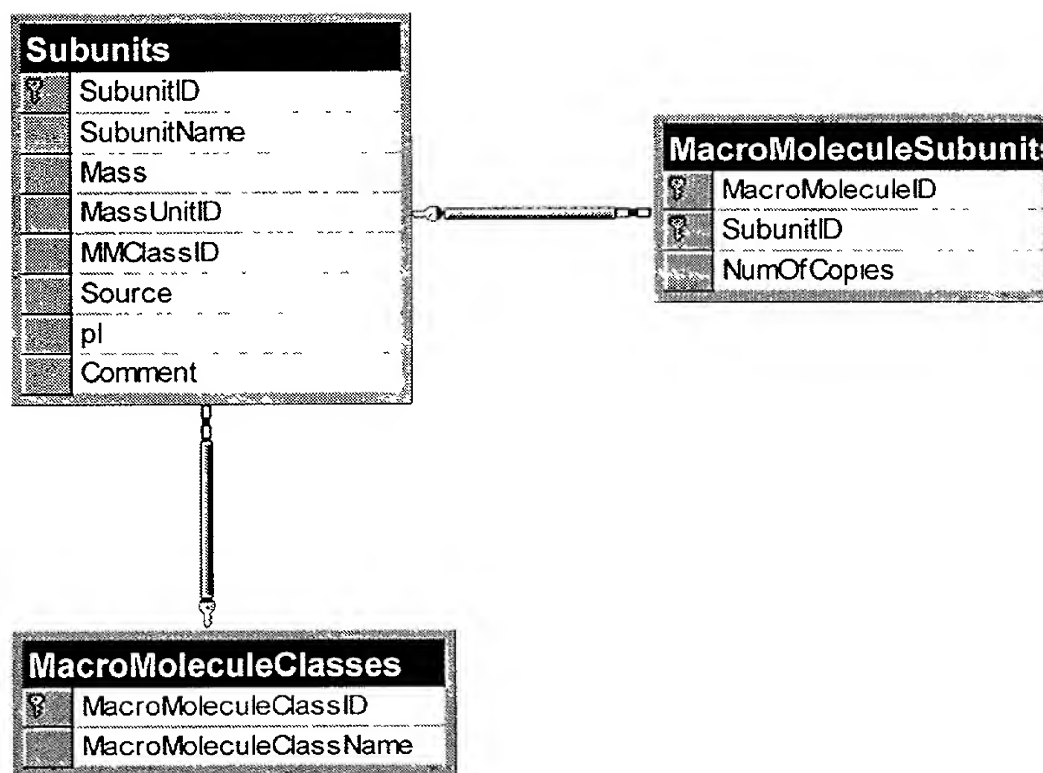 Subunits
SubunitID
SubunitName
Mass
MassUnitID
MMClassID
Source
pI
Comment
MacroMoleculeSubunits
MacroMoleculeID
SubunitID
NumOfCopies
MacroMoleculeClasses
MacroMoleculeClassID
MacroMoleculeClassName